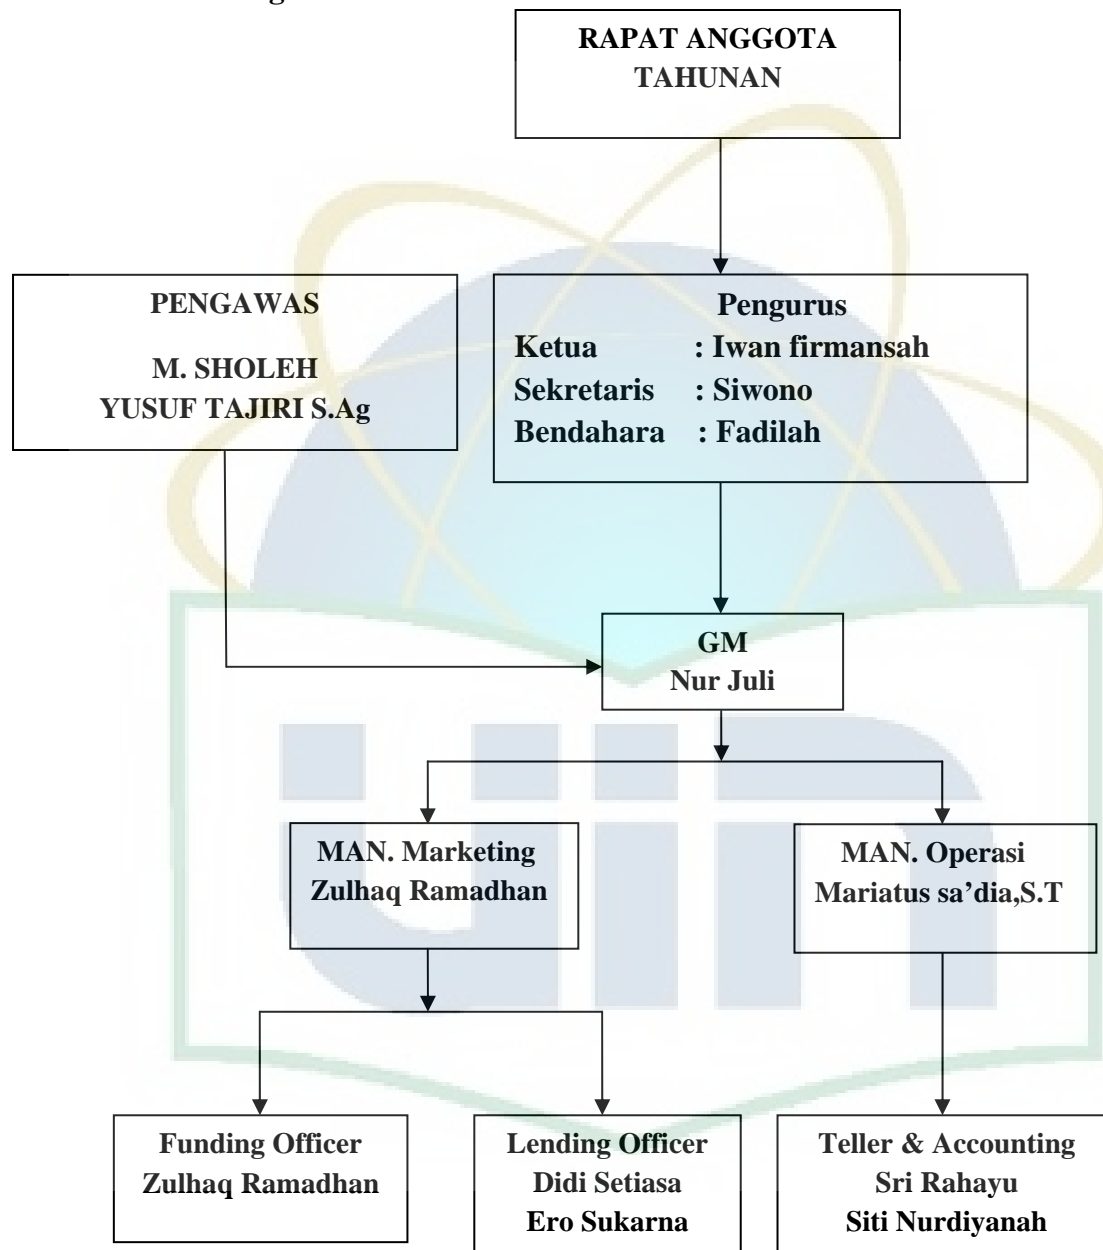 RAPAT ANGGOTA
TAHUNAN
PENGAWAS
M. SHOLEH
YUSUF TAJIRI S.Ag
Pengurus
Ketua : Iwan firmansah
Sekretaris : Siwono
Bendahara : Fadilah
GM
Nur Juli
MAN. Marketing
Zulhaq Ramadhan
MAN. Operasi
Mariatus sa’dia,S.T
Funding Officer
Zulhaq Ramadhan
Lending Officer
Didi Setiasa
Ero Sukarna
Teller & Accounting
Sri Rahayu
Siti Nurdiyanah
uin